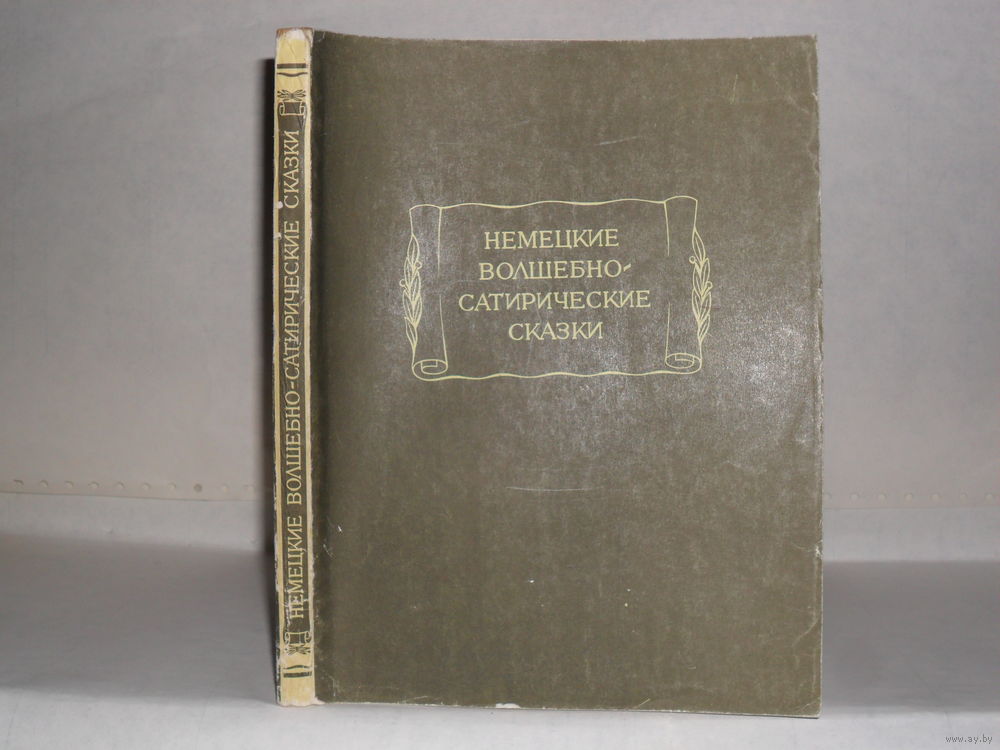 НЕМЕЦКИЕ ВОЛШЕБНО-САТИРИЧЕСКИЕ СКАЗКИ
НЕМЕЦКИЕ
ВОЛШЕБНО-
САТИРИЧЕСКИЕ
СКАЗКИ
www.ay.by